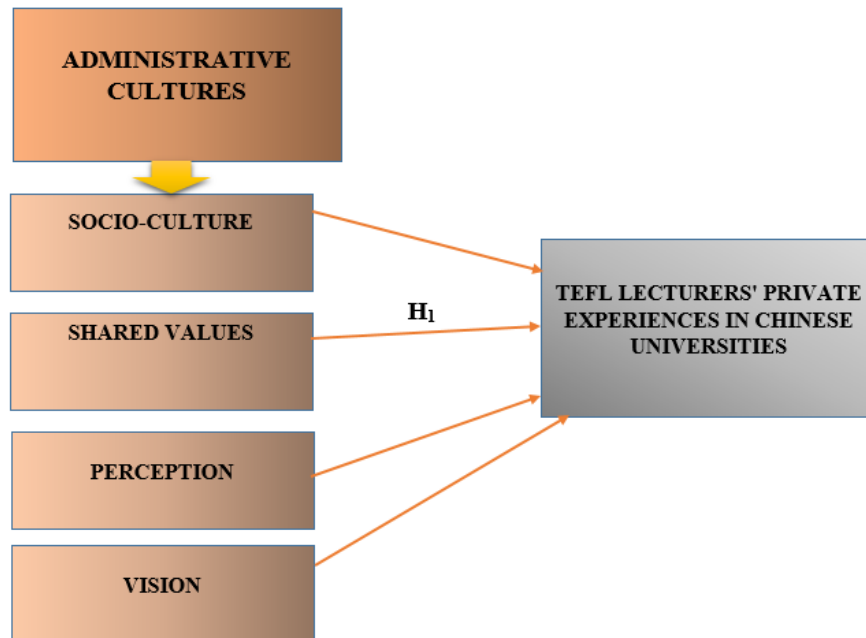 ADMINISTRATIVE
CULTURES
SOCIO-CULTURE
SHARED VALUES
PERCEPTION
VISION
H1
TEFL LECTURERS' PRIVATE
EXPERIENCES IN CHINESE
UNIVERSITIES